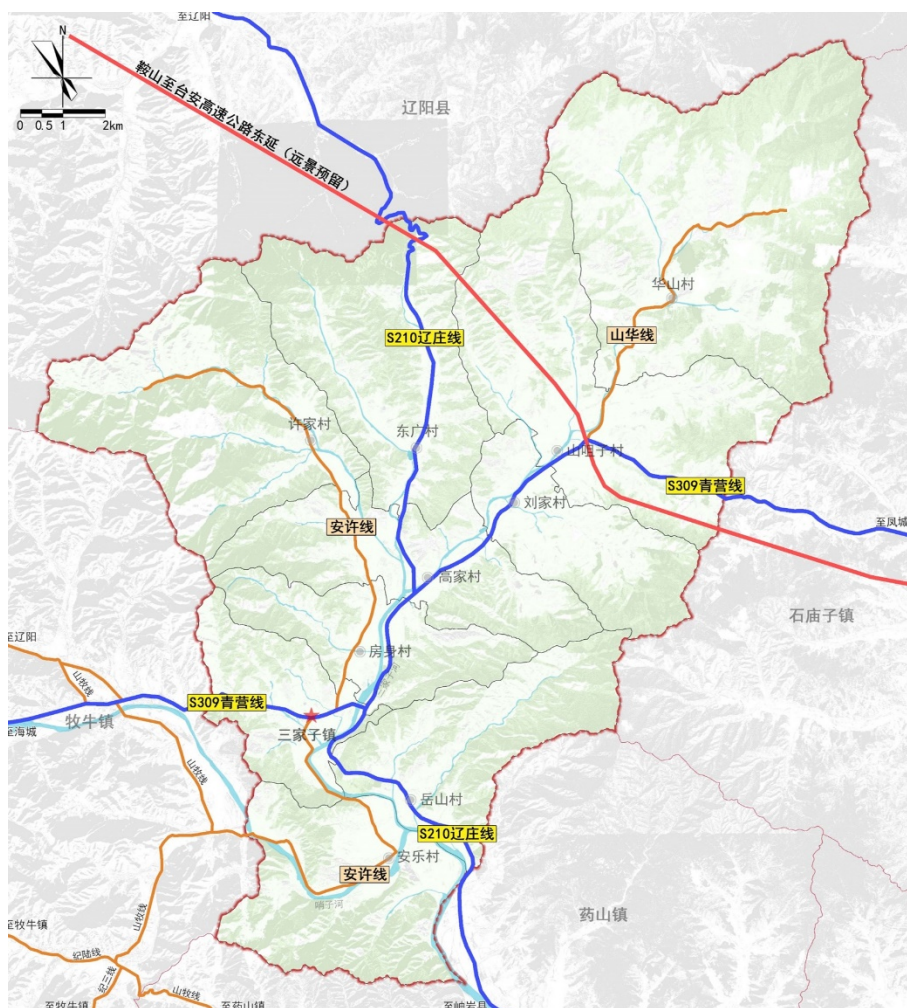 至辽阳
N
0 0.5 1 2km
鞍山至台安高速公路东延（远景预留）
辽阳县
华山村
S210辽庄线
山华线
许家村
东广村
山咀子村
S309青营线
刘家村
至凤城
安许线
高家村
石庙子镇
至辽阳
房身村
山牧线
S309青营线
牧牛镇
至海城
三家子镇
山牧线
岳山村
S210辽庄线
安乐村
安许线
哨子河
药山镇
山牧线
至牧牛镇
纪陆线
纪三线
山牧线
至牧牛镇
至药山镇
至岫岩县